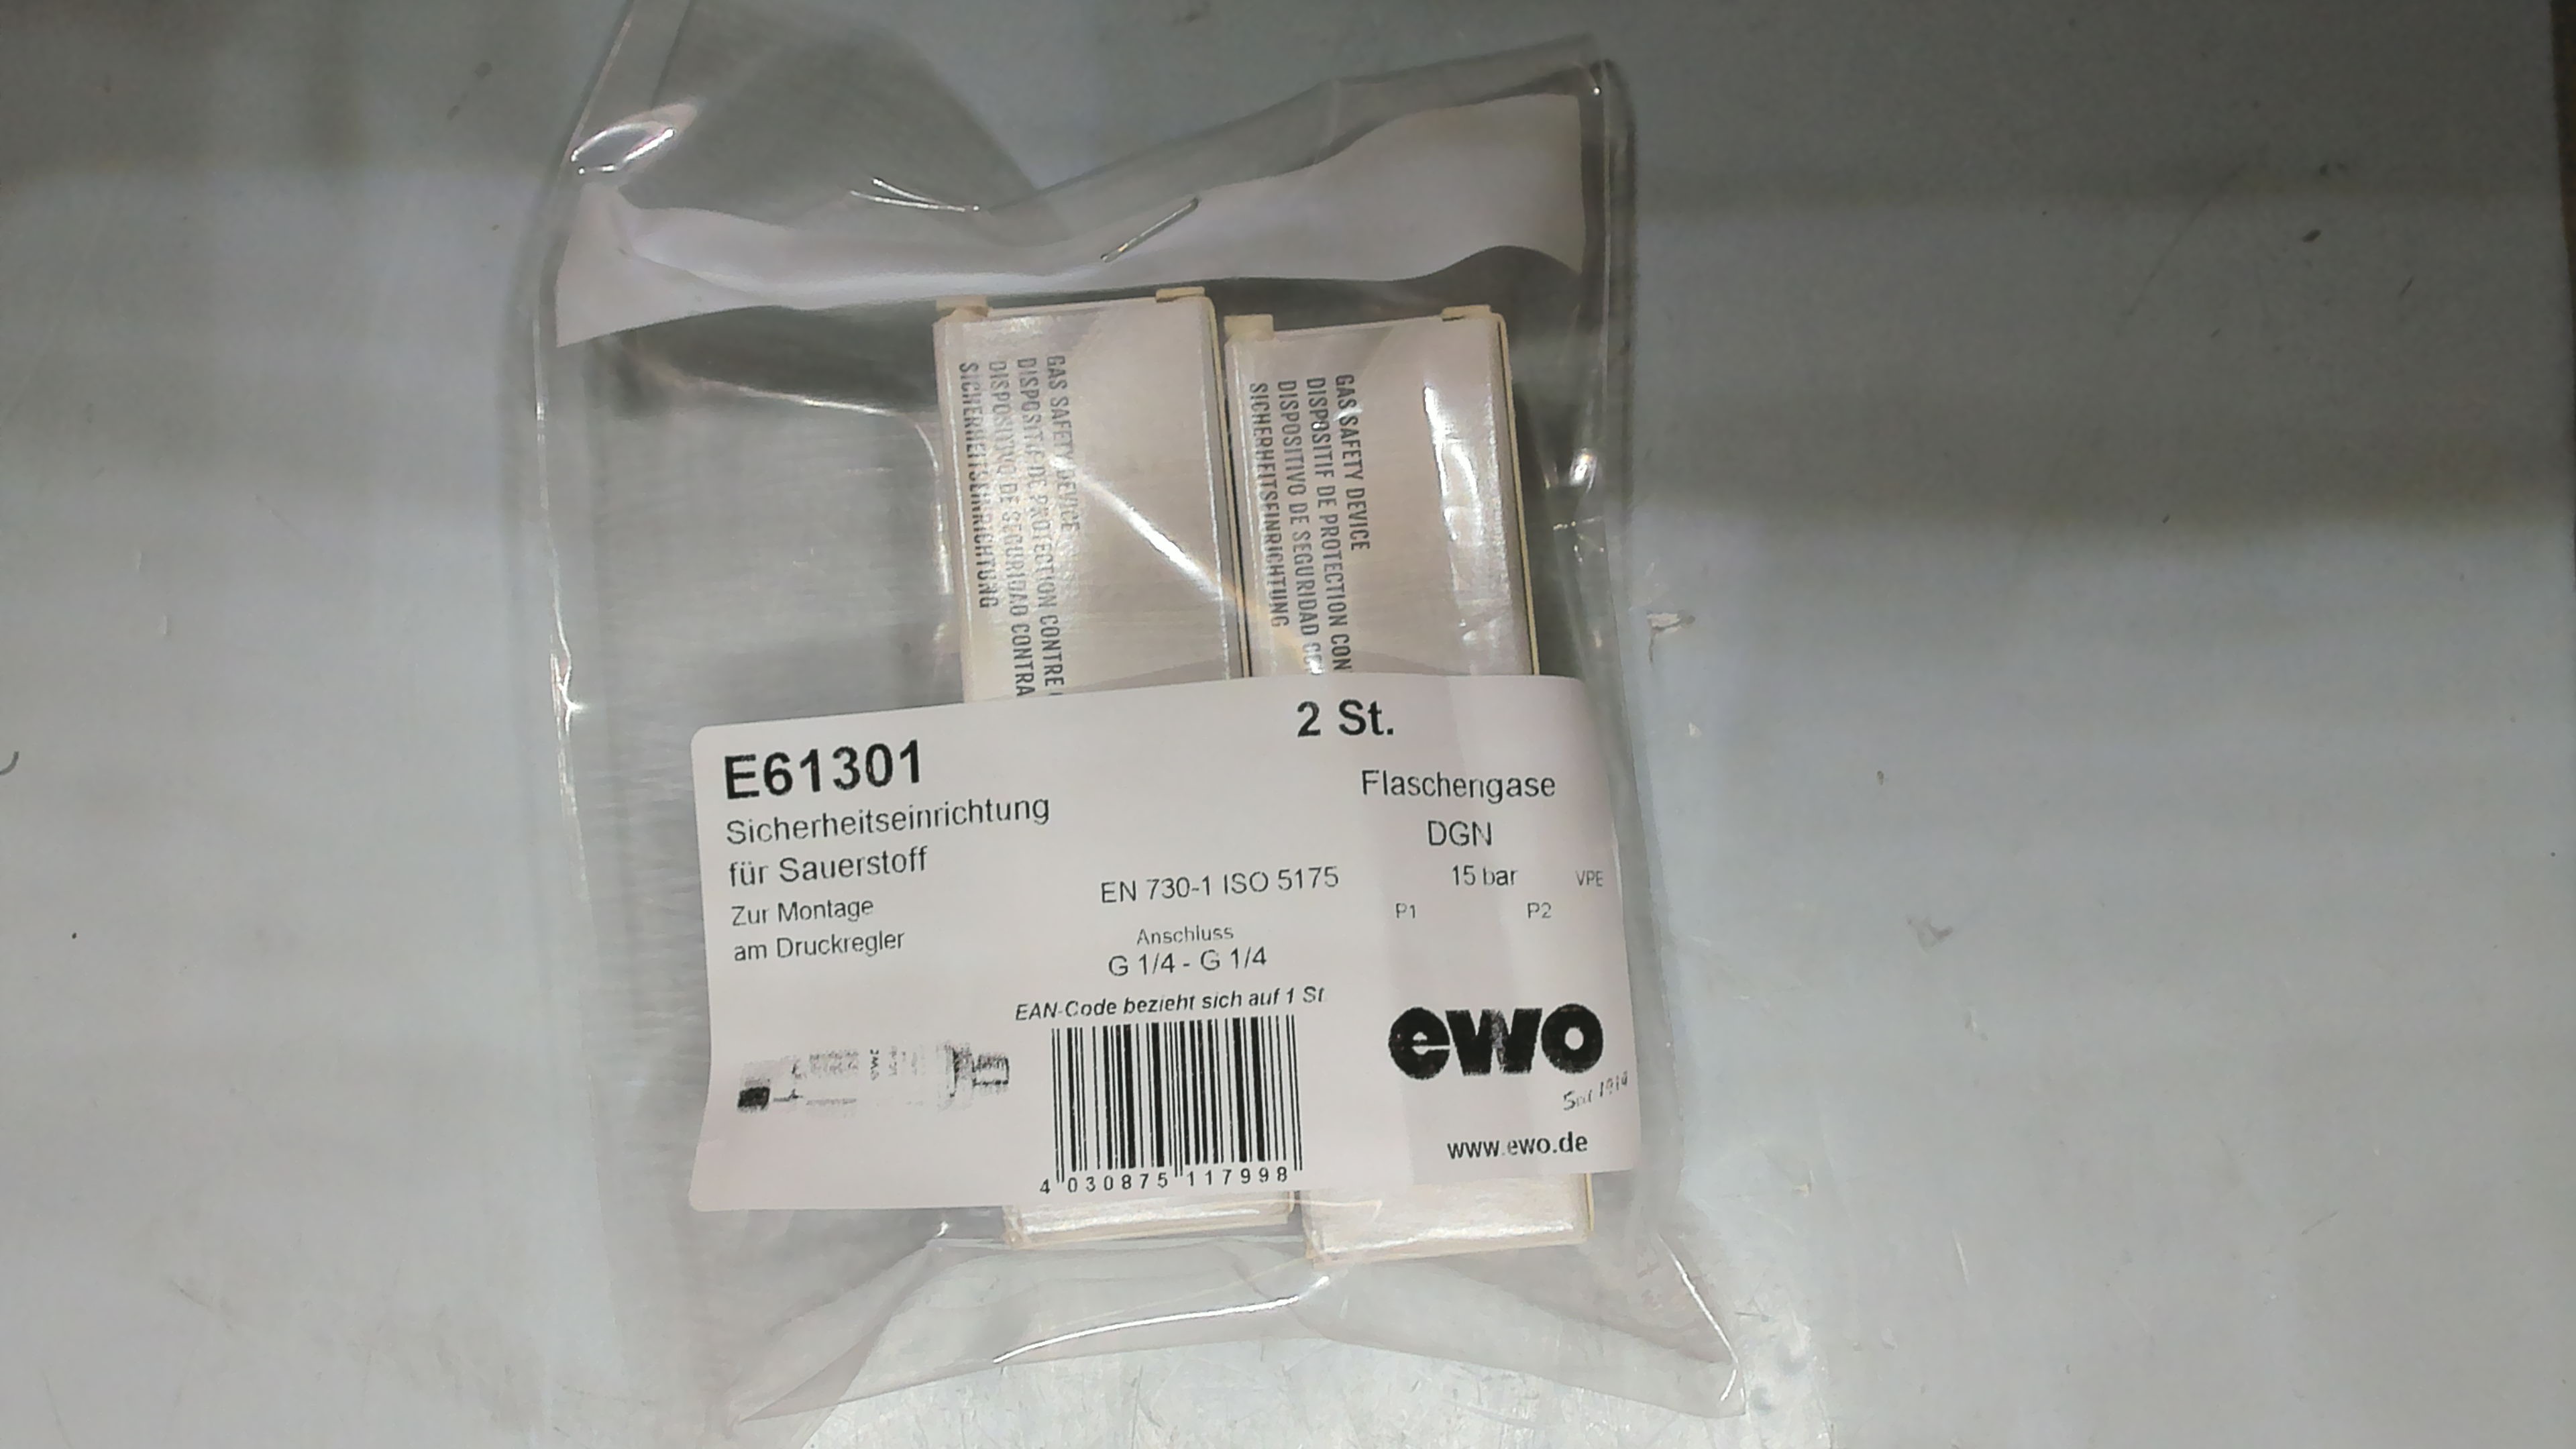 GAS SAFETY DEVICE
DISPOSITIF DE PROTECTION CONTRE
DISPOSITIVO DE SEGURIDAD CONTRA
SICHERHEITSEINRICHTUNG
GAS SAFETY DEVICE
DISPOSITIF DE PROTECTION CON
DISPOSITIVO DE SEGURIDAD
SICHERHEITSEINRICHTUNG
2 St.
E61301
Sicherheitseinrichtung
für Sauerstoff
Zur Montage
am Druckregler
EN 730-1 ISO 5175
Anschluss
G 1/4 - G 1/4
Flaschengase
DGN
15 bar
VPE
P1 P2
EAN-Code bezieht sich auf 1 St.
4 030875 117998
ewo
www.ewo.de